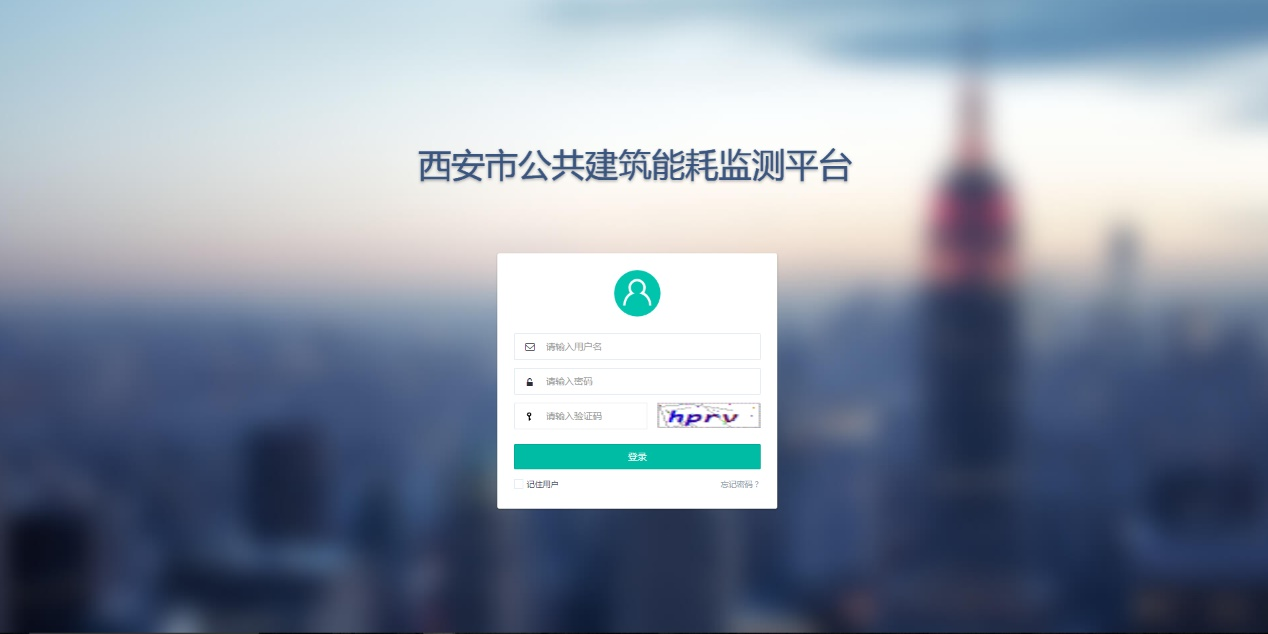 西安市公共建筑能耗监测平台
请输入用户名
请输入密码
请输入验证码
hprv
登录
记住用户
忘记密码？